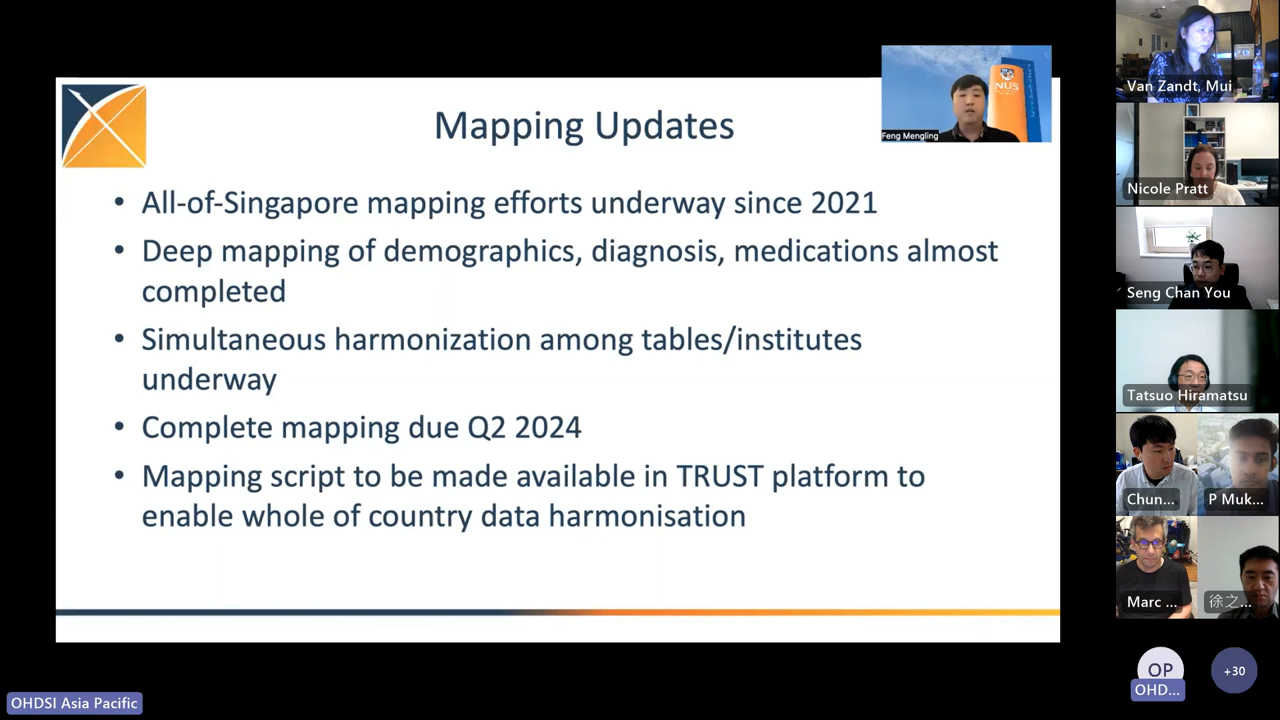 Mapping Updates
NUS
Feng Mengling
• All-of-Singapore mapping efforts underway since 2021
• Deep mapping of demographics, diagnosis, medications almost
completed
• Simultaneous harmonization among tables/institutes
underway
• Complete mapping due Q2 2024
• Mapping script to be made available in TRUST platform to
enable whole of country data harmonisation
OHDSI Asia Pacific
Van Zandt, Mui
Nicole Pratt
Seng Chan You
Tatsuo Hiramatsu
Chun...
P Muk...
Marc ...
徐之...
OP
OHD...
+30